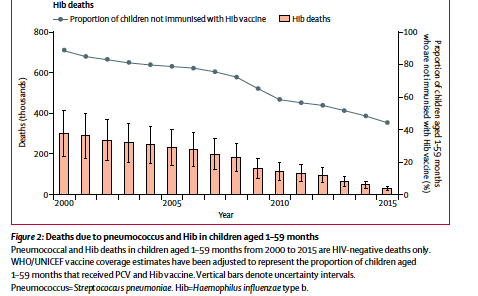 Hib deaths
Proportion of children not immunised with Hib vaccine
Hib deaths
800
600
400
200
0
Deaths (thousands)
100
80
60
40
20
0
Proportion of children aged 1–59 months
who are not immunised with Hib vaccine (%)
2000
2005
2010
2015
Year
Figure 2: Deaths due to pneumococcus and Hib in children aged 1–59 months
Pneumococcal and Hib deaths in children aged 1–59 months from 2000 to 2015 are HIV-negative deaths only.
WHO/UNICEF vaccine coverage estimates have been adjusted to represent the proportion of children aged
1–59 months that received PCV and Hib vaccine. Vertical bars denote uncertainty intervals.
Pneumococcus=Streptococcus pneumoniae. Hib=Haemophilus influenzae type b.